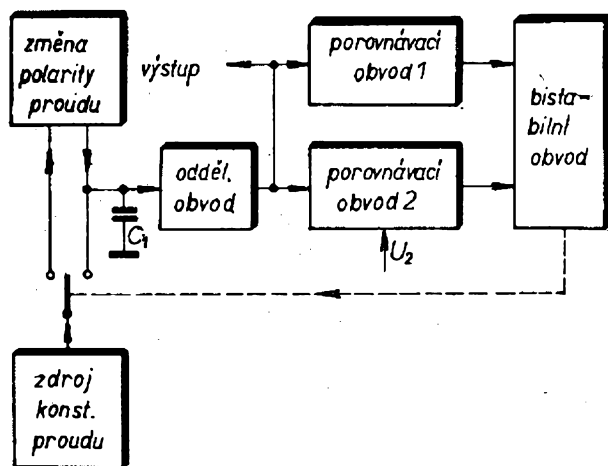 změna
polarity
proudu
výstup
porovnávací
obvod 1
bista-
bilní
obvod
odděl.
obvod
porovnávací
obvod 2
C1
U2
zdroj
konst.
proudu